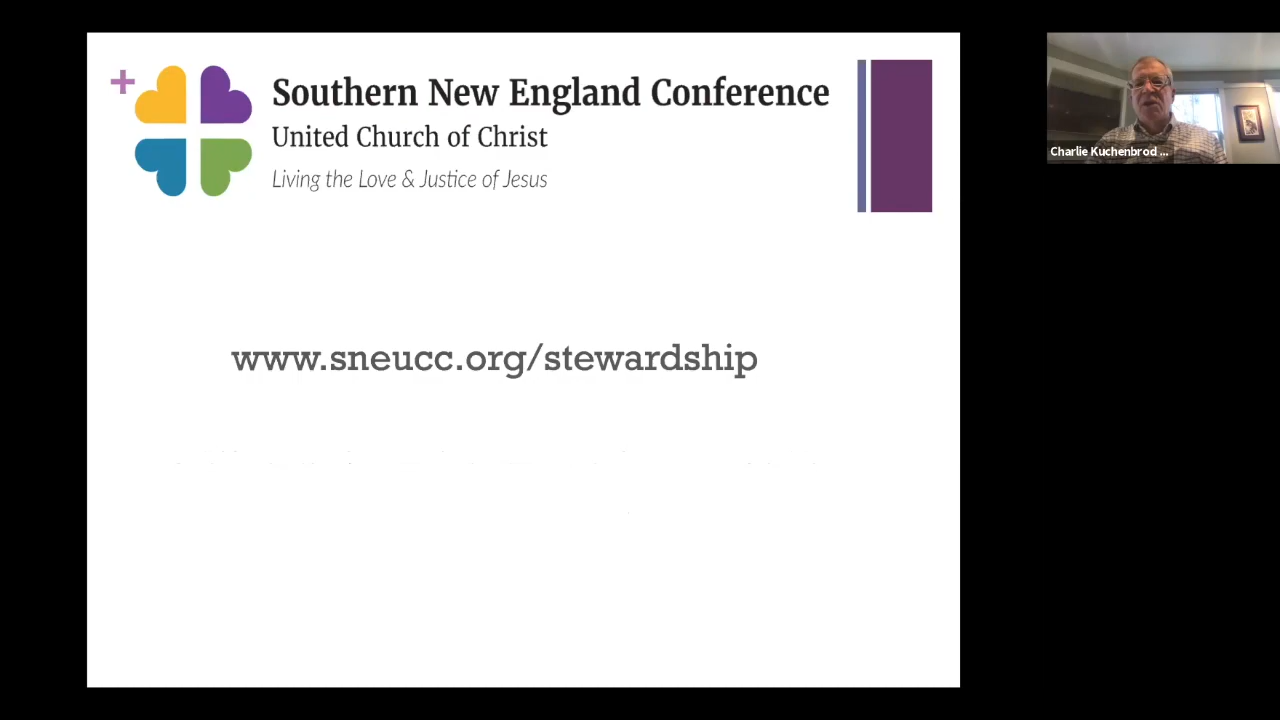 Southern New England Conference
United Church of Christ
Living the Love & Justice of Jesus
www.sneucc.org/stewardship
Charlie Kuchenbrod ...